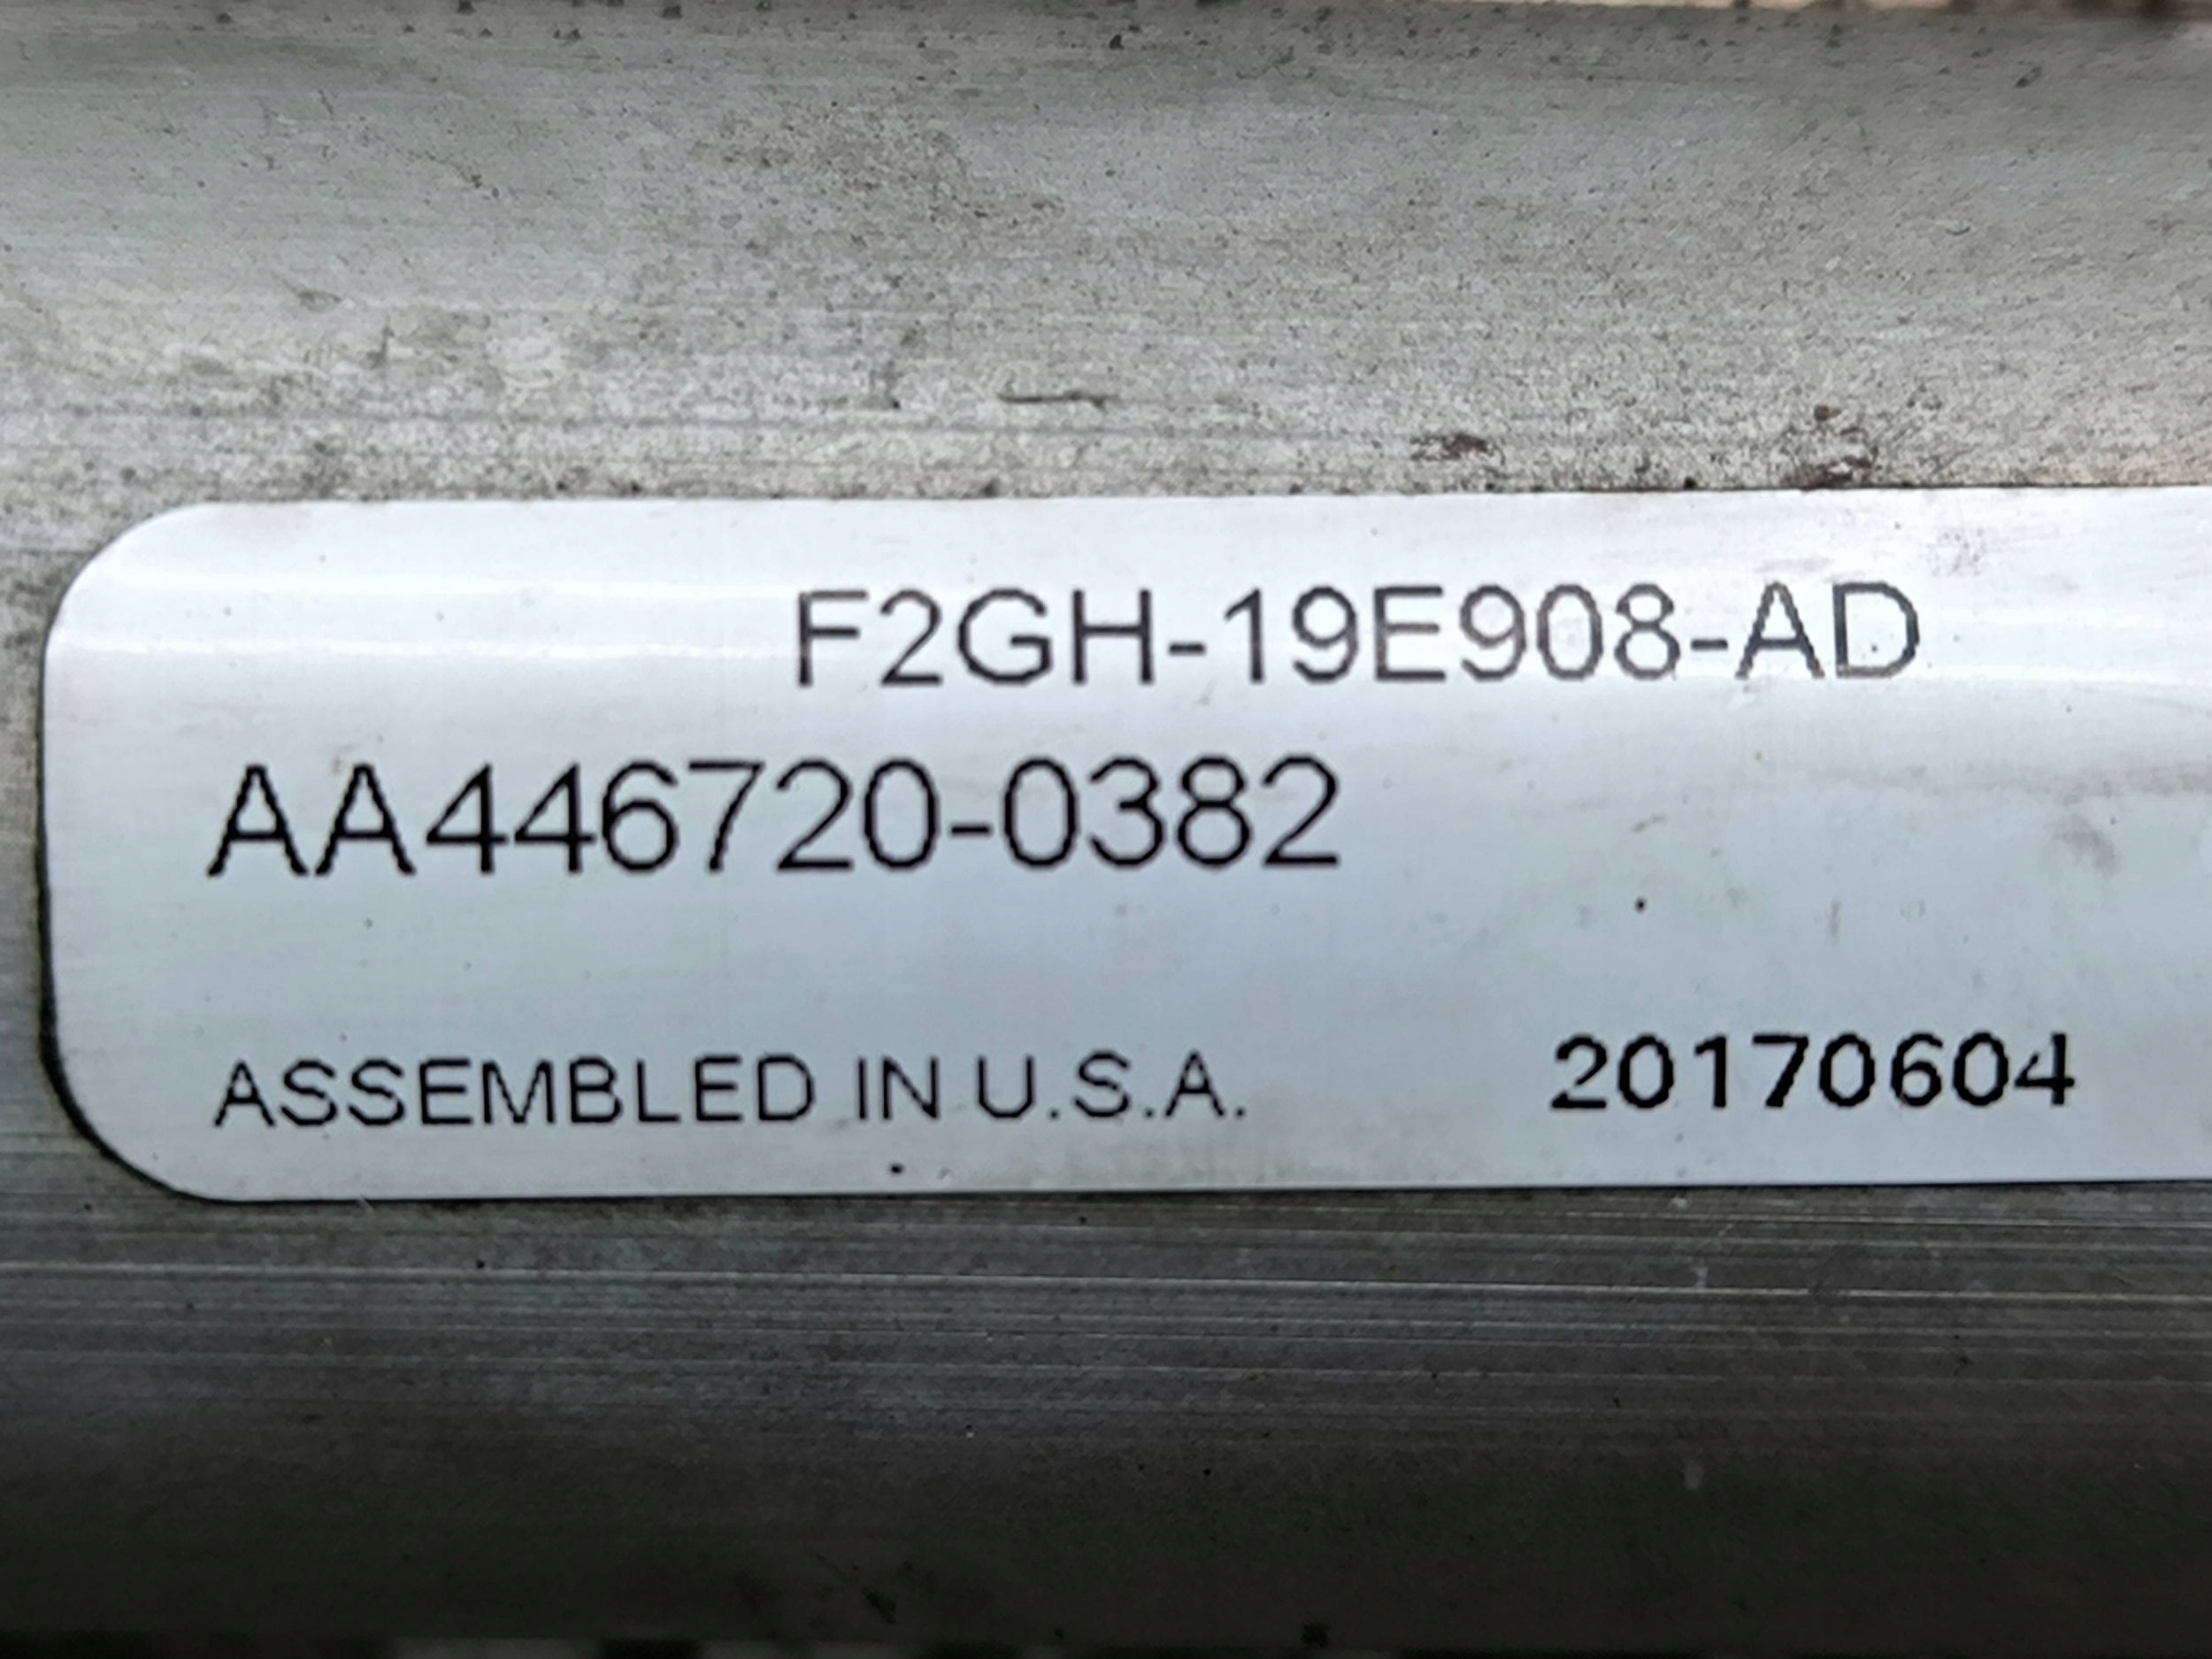 F2GH-19E908-AD
AA446720-0382
ASSEMBLED IN U.S.A. 20170604